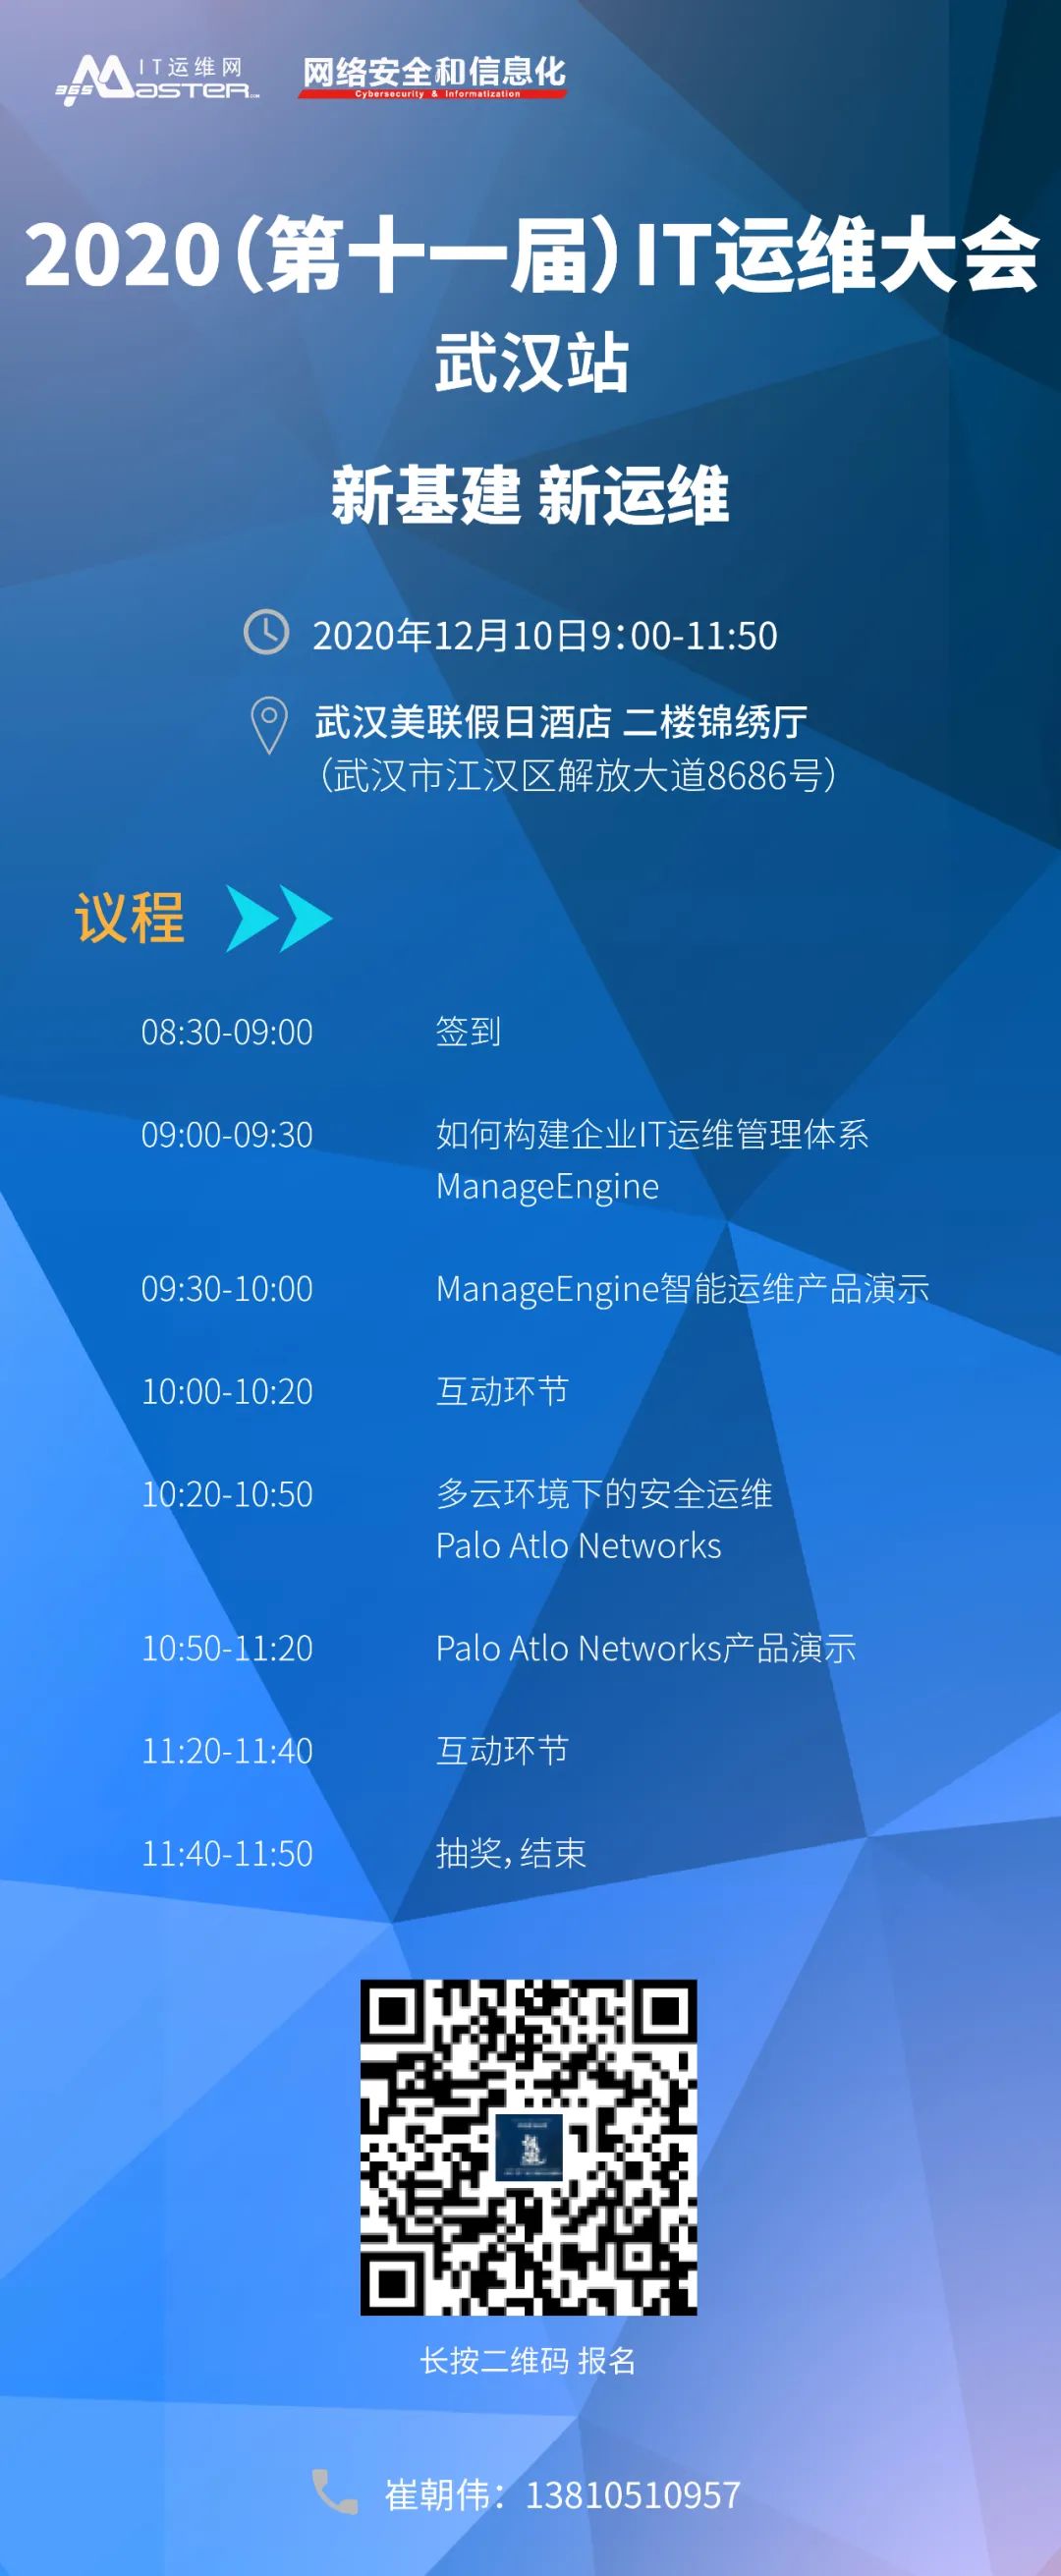 IT运维网
365master.com
网络安全和信息化
Cybersecurity & Informatization
2020（第十一届）IT运维大会
武汉站
新基建 新运维
2020年12月10日9：00-11:50
武汉美联假日酒店 二楼锦绣厅
（武汉市江汉区解放大道8686号）
议程
08:30-09:00 签到
09:00-09:30 如何构建企业IT运维管理体系
ManageEngine
09:30-10:00 ManageEngine智能运维产品演示
10:00-10:20 互动环节
10:20-10:50 多云环境下的安全运维
Palo Atlo Networks
10:50-11:20 Palo Atlo Networks产品演示
11:20-11:40 互动环节
11:40-11:50 抽奖，结束
长按二维码 报名
崔朝伟：13810510957